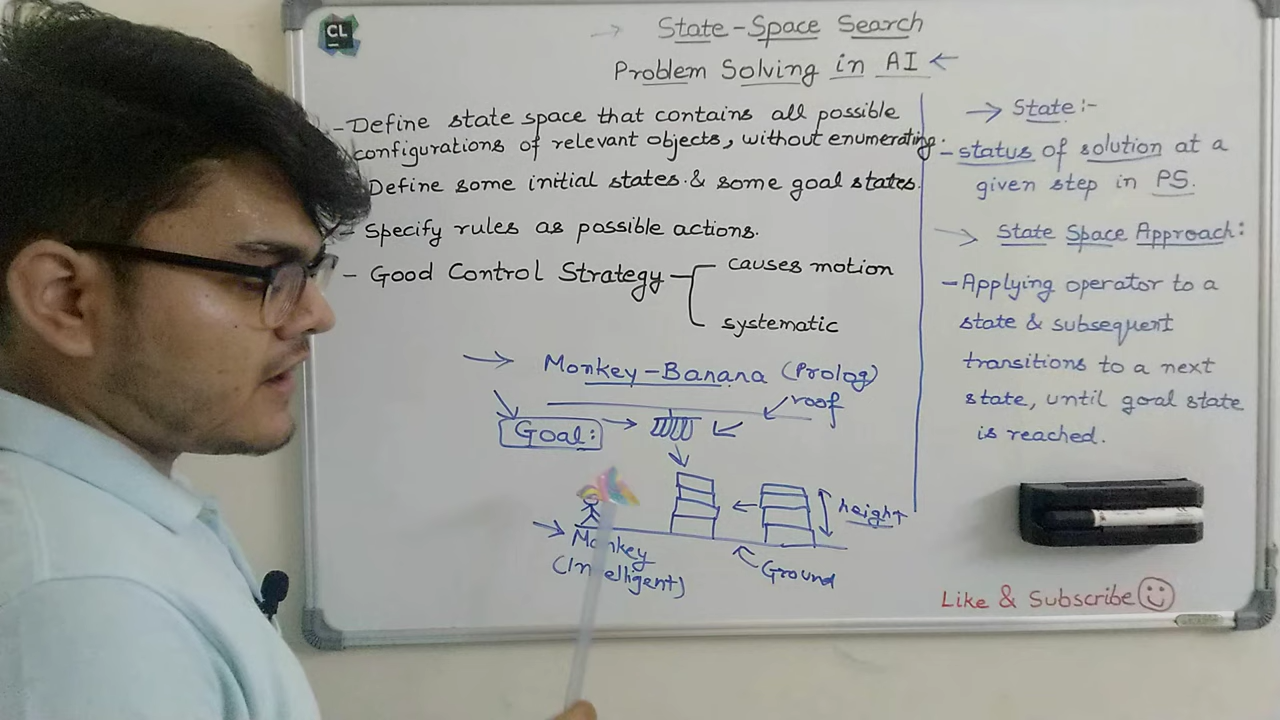 CL
State-Space Search
Problem Solving in AI
- Define state space that contains all possible
configurations of relevant objects, without enumerating.
Define some initial states & some goal states.
- Specify rules as possible actions.
- Good Control Strategy
causes motion
systematic
Monkey-Banana (Prolog)
roof
Goal:
height
Monkey
(Intelligent)
Ground
State:-
- status of solution at a
given step in PS.
State Space Approach:
- Applying operator to a
state & subsequent
transitions to a next
state, until goal state
is reached.
Like & Subscribe